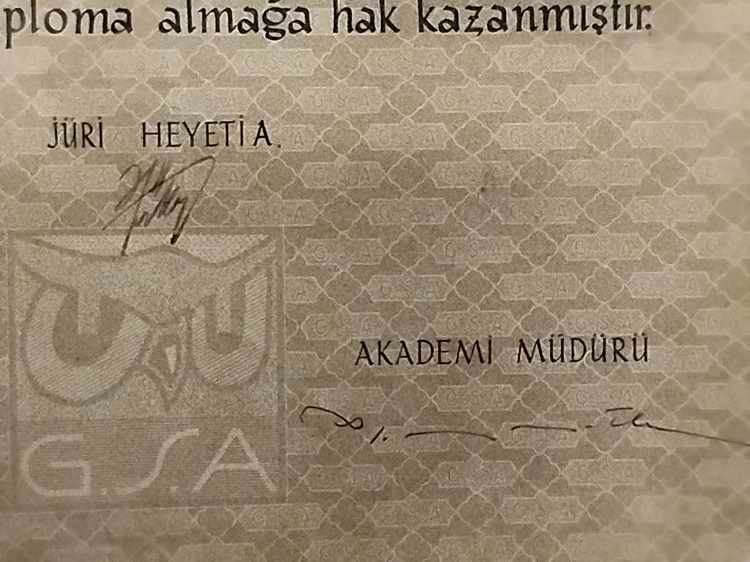 ploma almağa hak kazanmıştır.
JÜRİ HEYETİ A.
AKADEMİ MÜDÜRÜ
G.S.A